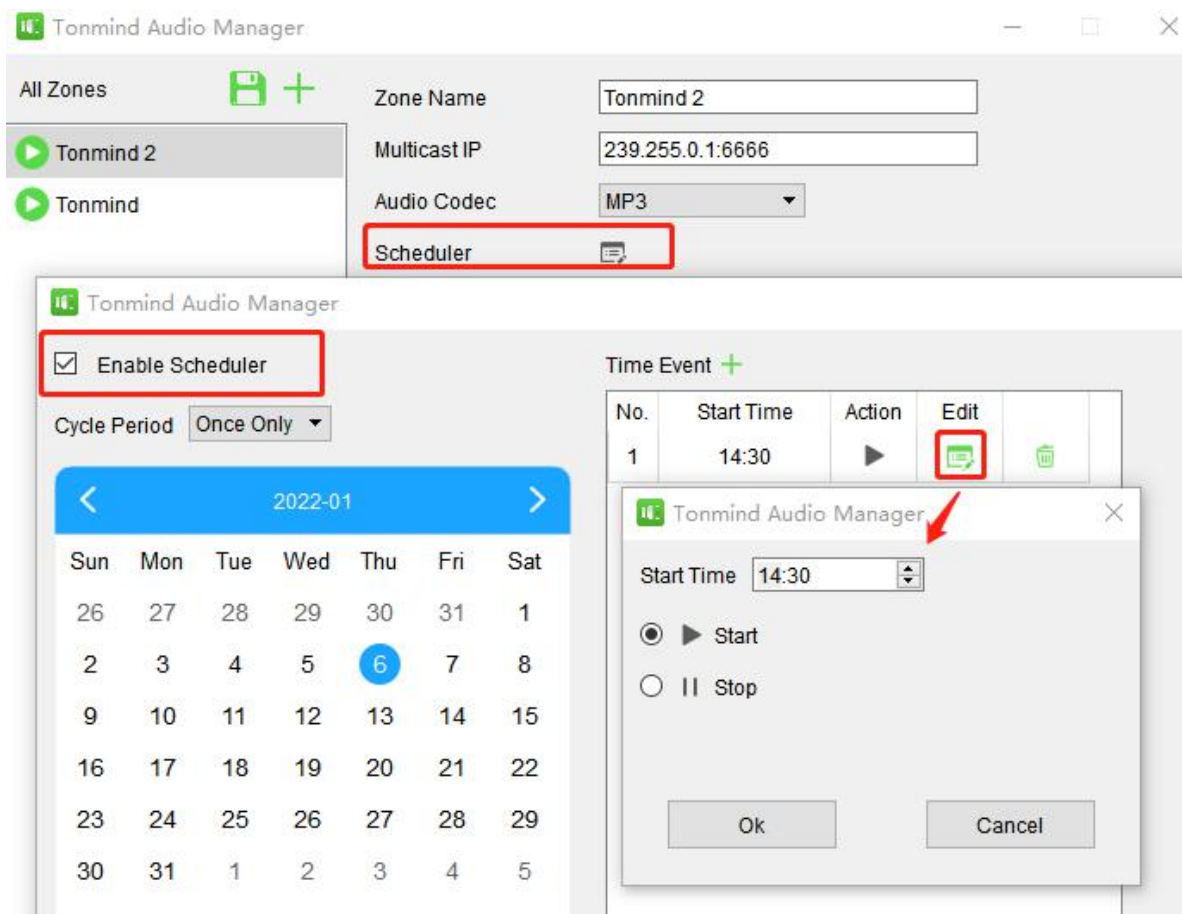 Tonmind Audio Manager
All Zones
Tonmind 2
Tonmind
Zone Name Tonmind 2
Multicast IP 239.255.0.1:6666
Audio Codec MP3
Scheduler
Tonmind Audio Manager
Enable Scheduler
Cycle Period Once Only
2022-01
Sun Mon Tue Wed Thu Fri Sat
26 27 28 29 30 31 1
2 3 4 5 6 7 8
9 10 11 12 13 14 15
16 17 18 19 20 21 22
23 24 25 26 27 28 29
30 31 1 2 3 4 5
Time Event
No. Start Time Action Edit
1 14:30
Tonmind Audio Manager
Start Time 14:30
Start
Stop
Ok Cancel